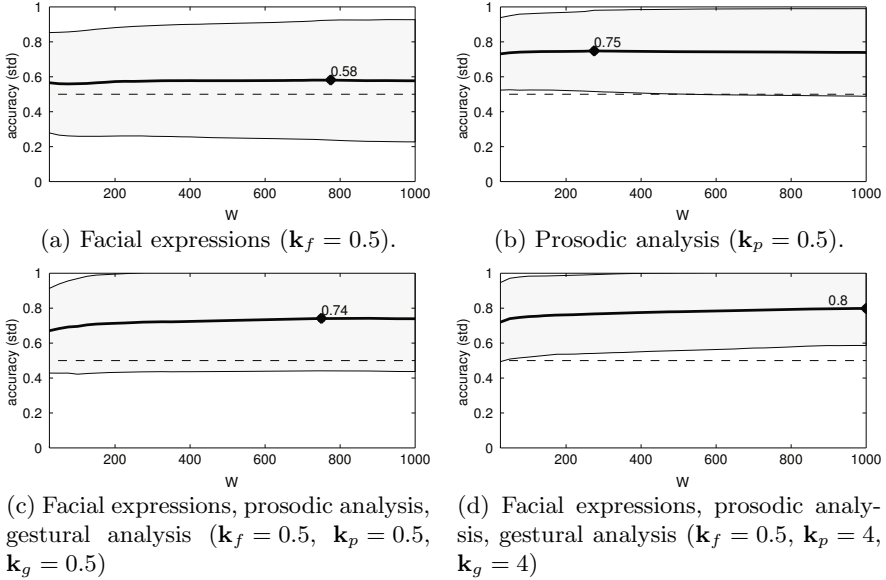 1
0.8
0.6
0.4
0.2
0
accuracy (std)
0.58
200 400 600 800 1000
W
(a) Facial expressions (k_f = 0.5).
1
0.8
0.6
0.4
0.2
0
accuracy (std)
0.75
200 400 600 800 1000
W
(b) Prosodic analysis (k_p = 0.5).
1
0.8
0.6
0.4
0.2
0
accuracy (std)
0.74
200 400 600 800 1000
W
(c) Facial expressions, prosodic analysis,
gestural analysis (k_f = 0.5, k_p = 0.5,
k_g = 0.5)
1
0.8
0.6
0.4
0.2
0
accuracy (std)
0.8
200 400 600 800 1000
W
(d) Facial expressions, prosodic analy-
sis, gestural analysis (k_f = 0.5, k_p = 4,
k_g = 4)